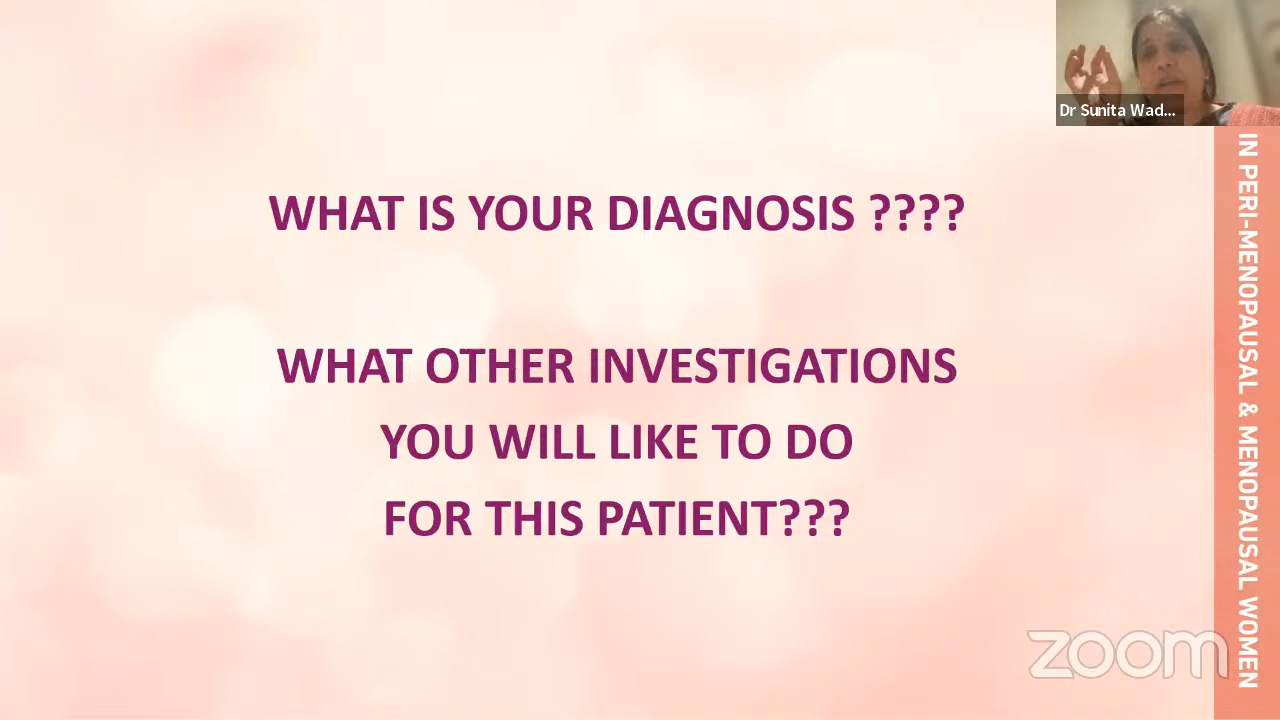 WHAT IS YOUR DIAGNOSIS ????
WHAT OTHER INVESTIGATIONS
YOU WILL LIKE TO DO
FOR THIS PATIENT???
Dr Sunita Wad...
IN PERI-MENOPAUSAL & MENOPAUSAL WOMEN
zoom